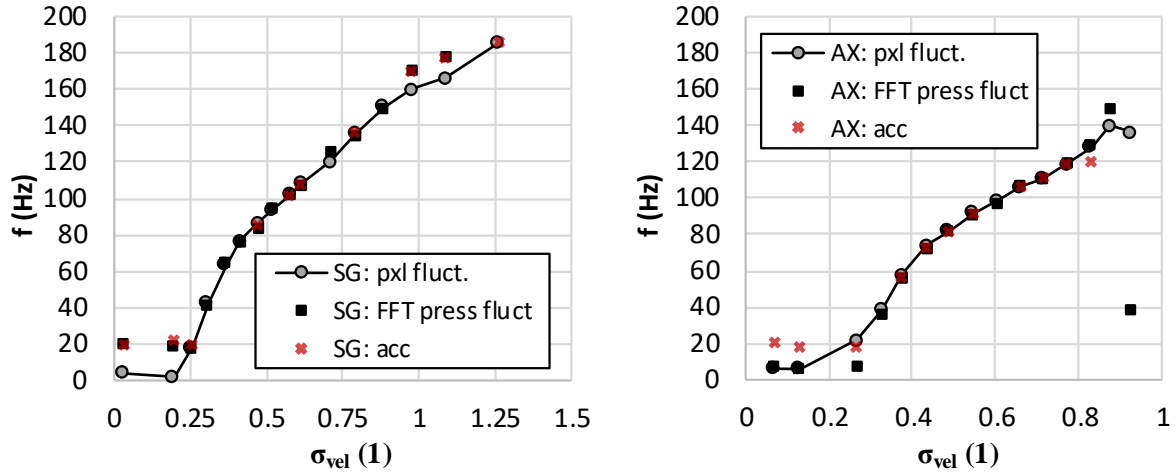 200
180
160
140
120
100
80
60
40
20
0
f (Hz)
SG: pxl fluct.
SG: FFT press fluct
SG: acc
0 0.25 0.5 0.75 1 1.25 1.5
σvel (1)
200
180
160
140
120
100
80
60
40
20
0
f (Hz)
AX: pxl fluct.
AX: FFT press fluct
AX: acc
0 0.2 0.4 0.6 0.8 1
σvel (1)